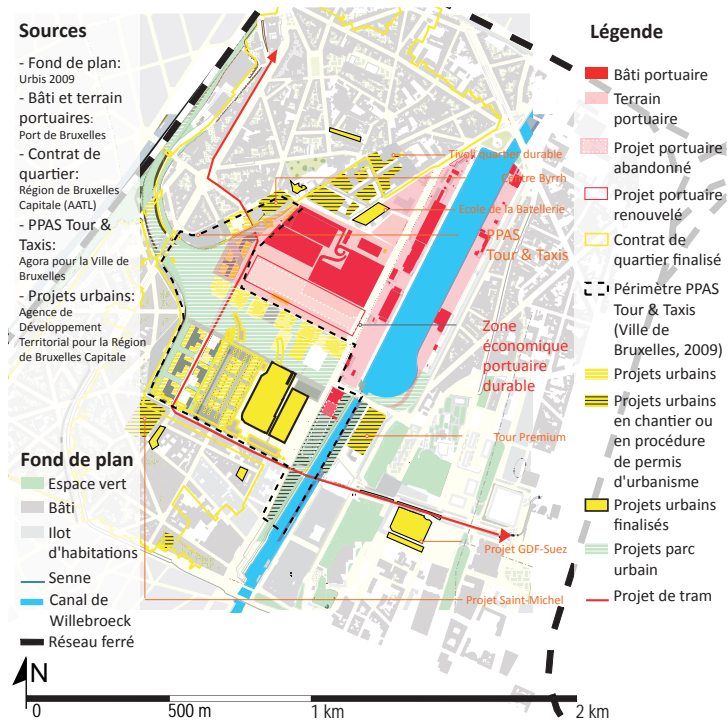 Sources
- Fond de plan:
Urbis 2009
- Bâti et terrain
portuaires:
Port de Bruxelles
- Contrat de
quartier:
Région de Bruxelles
Capitale (AATL)
- PPAS Tour &
Taxis:
Agora pour la Ville de
Bruxelles
- Projets urbains:
Agence de
Développement
Territorial pour la Région
de Bruxelles Capitale
Fond de plan
Espace vert
Bâti
Ilot
d'habitations
Senne
Canal de
Willebroeck
Réseau ferré
Tivoli quartier durable
Centre Byrrh
Ecole de la Batellerie
PPAS
Tour & Taxis
Zone
économique
portuaire
durable
Tour Premium
Projet GDF-Suez
Projet Saint-Michel
Légende
Bâti portuaire
Terrain
portuaire
Projet portuaire
abandonné
Projet portuaire
renouvelé
Contrat de
quartier finalisé
Périmètre PPAS
Tour & Taxis
(Ville de
Bruxelles, 2009)
Projets urbains
Projets urbains
en chantier ou
en procédure
de permis
d'urbanisme
Projets urbains
finalisés
Projets parc
urbain
Projet de tram
N
0 500 m 1 km 2 km